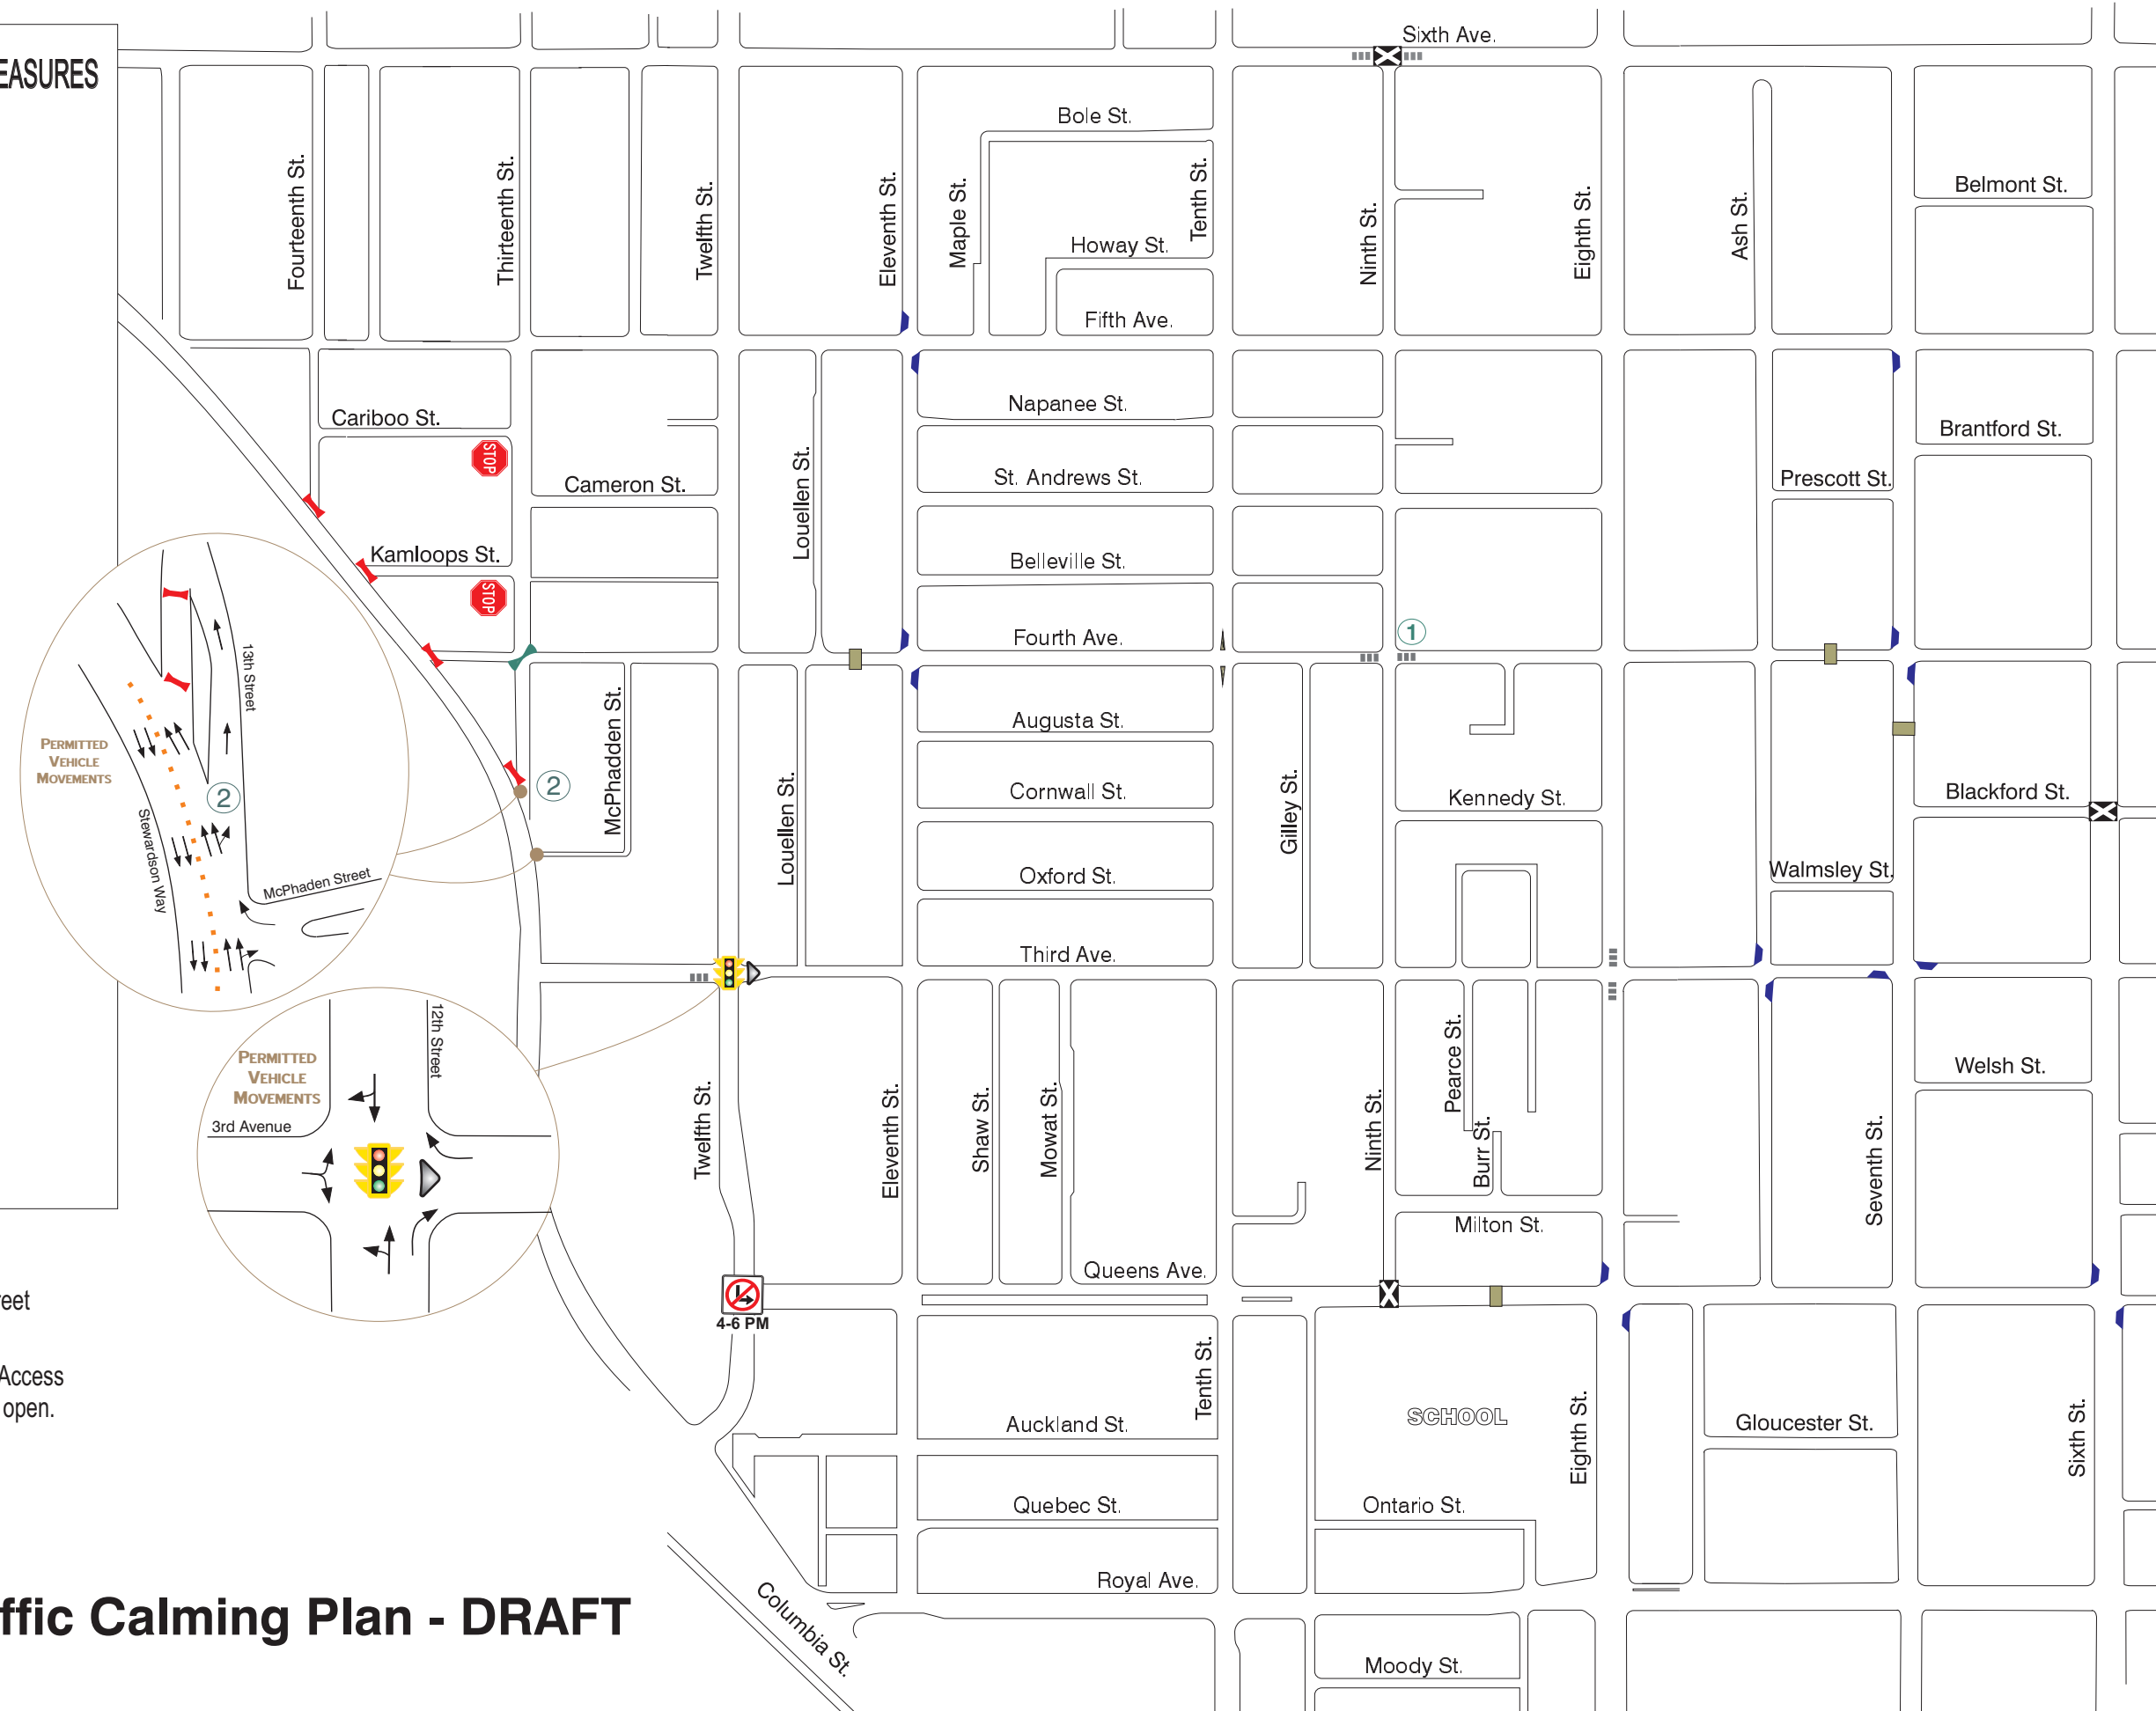 EASURES
Sixth Ave.
Bole St.
Fourteenth St.
Thirteenth St.
Twelfth St.
Eleventh St.
Maple St.
Tenth St.
Ninth St.
Eighth St.
Ash St.
Belmont St.
Howay St.
Fifth Ave.
Cariboo St.
Napanee St.
Brantford St.
STOP
Cameron St.
Louellen St.
St. Andrews St.
Prescott St.
Kamloops St.
Belleville St.
STOP
Fourth Ave.
1
13th Street
McPhadden St.
Augusta St.
PERMITTED
VEHICLE
MOVEMENTS
2
2
Stewardson Way
McPhaden Street
Louellen St.
Cornwall St.
Gilley St.
Kennedy St.
Blackford St.
Oxford St.
Walmsley St.
Third Ave.
12th Street
PERMITTED
VEHICLE
MOVEMENTS
3rd Avenue
Twelfth St.
Eleventh St.
Shaw St.
Mowat St.
Ninth St.
Pearce St.
Burr St.
Welsh St.
Seventh St.
Milton St.
Queens Ave.
4-6 PM
eet
Access
open.
Tenth St.
Auckland St.
SCHOOL
Eighth St.
Gloucester St.
Sixth St.
Quebec St.
Ontario St.
Royal Ave.
Columbia St.
ffic Calming Plan - DRAFT
Moody St.